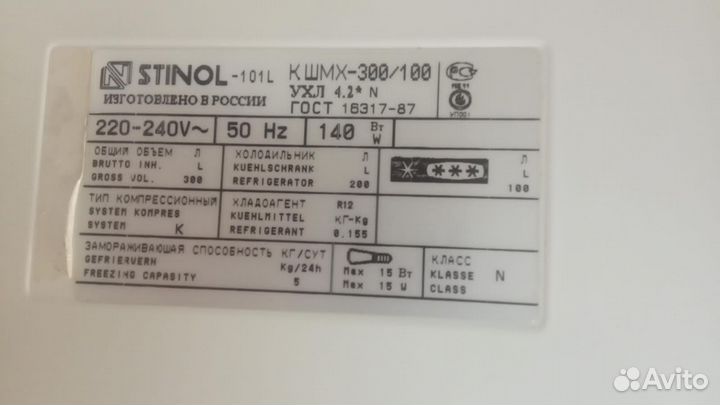 STINOL -101L КШМХ-300/100
УХЛ 4.2* N
ИЗГОТОВЛЕНО В РОССИИ ГОСТ 16317-87
220-240V~ 50 Hz 140 Вт W
ОБЩИЙ ОБЪЕМ Л
BRUTTO INH. L
GROSS VOL. 300
ХОЛОДИЛЬНИК Л
KUEHLSCHRANK L
REFRIGERATOR 200
Л
L
100
ТИП КОМПРЕССИОННЫЙ
SYSTEM KOMPRES
SYSTEM K
ХЛАДОАГЕНТ R12
KUEHLMITTEL КГ-Kg
REFRIGERANT 0.155
ЗАМОРАЖИВАЮЩАЯ СПОСОБНОСТЬ КГ/СУТ
GEFRIERVERH Kg/24h
FREEZING CAPASITY 5
Max 15 Вт
Max 15 W
КЛАСС
KLASSE N
CLASS
Avito